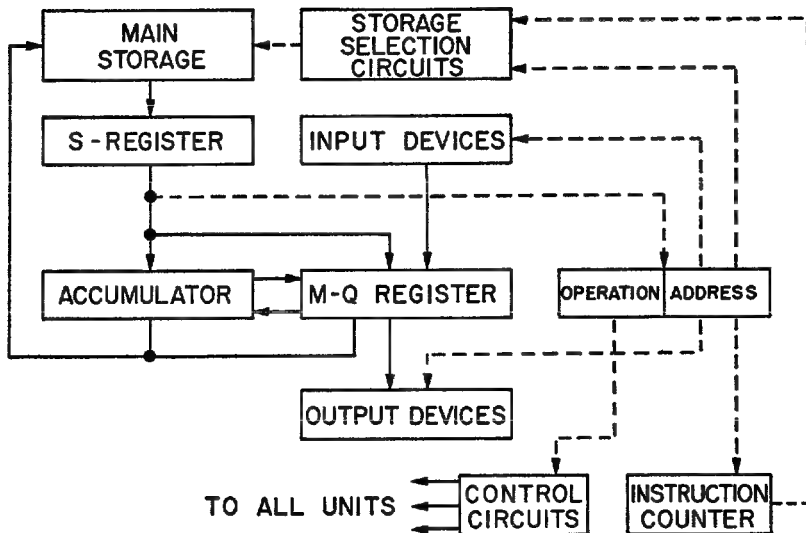 MAIN
STORAGE
STORAGE
SELECTION
CIRCUITS
S-REGISTER
INPUT DEVICES
ACCUMULATOR
M-Q REGISTER
OPERATION
ADDRESS
OUTPUT DEVICES
TO ALL UNITS
CONTROL
CIRCUITS
INSTRUCTION
COUNTER